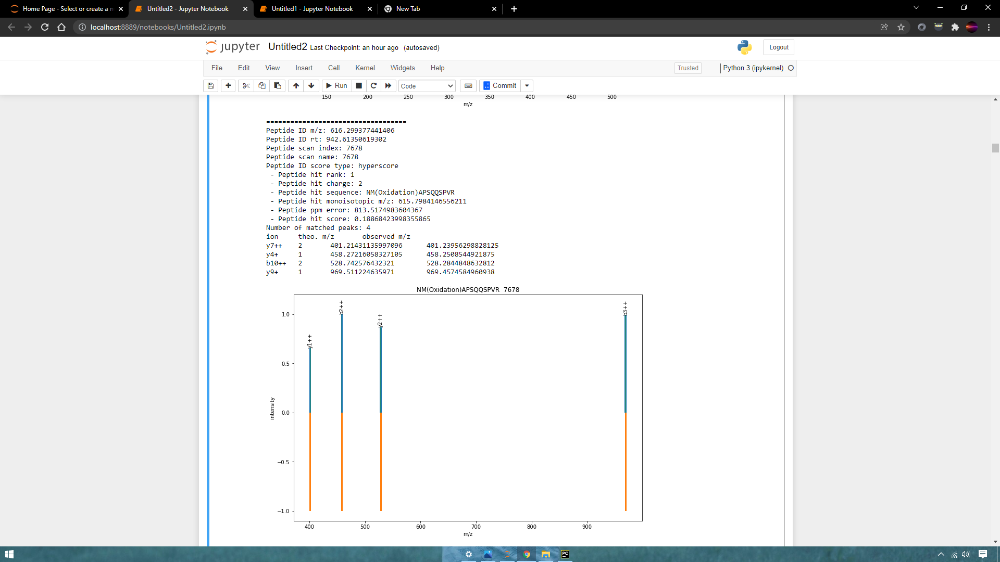 Home Page - Select or create a n
Untitled2 - Jupyter Notebook
Untitled1 - Jupyter Notebook
New Tab
localhost:8889/notebooks/Untitled2.ipynb
jupyter Untitled2 Last Checkpoint: an hour ago (autosaved)
Logout
File Edit View Insert Cell Kernel Widgets Help
Trusted
Python 3 (ipykernel)
Run
Code
Commit
150 200 250 300 350 400 450 500
m/z
===================================
Peptide ID m/z: 616.299377441406
Peptide ID rt: 942.61350619302
Peptide scan index: 7678
Peptide scan name: 7678
Peptide ID score type: hyperscore
- Peptide hit rank: 1
- Peptide hit charge: 2
- Peptide hit sequence: NM(Oxidation)APSQQSPVR
- Peptide hit monoisotopic m/z: 615.7984146556211
- Peptide ppm error: 813.5174983604367
- Peptide hit score: 0.18868423998355865
Number of matched peaks: 4
ion theo. m/z observed m/z
y7++ 2 401.21431135997096 401.23956298828125
y4+ 1 458.27216058327105 458.2508544921875
b10++ 2 528.742576432321 528.2844848632812
y9+ 1 969.511224635971 969.4574584960938
NM(Oxidation)APSQQSPVR 7678
y1++
b2++
y2++
b3++
1.0
0.5
0.0
−0.5
−1.0
intensity
400 500 600 700 800 900
m/z
PC